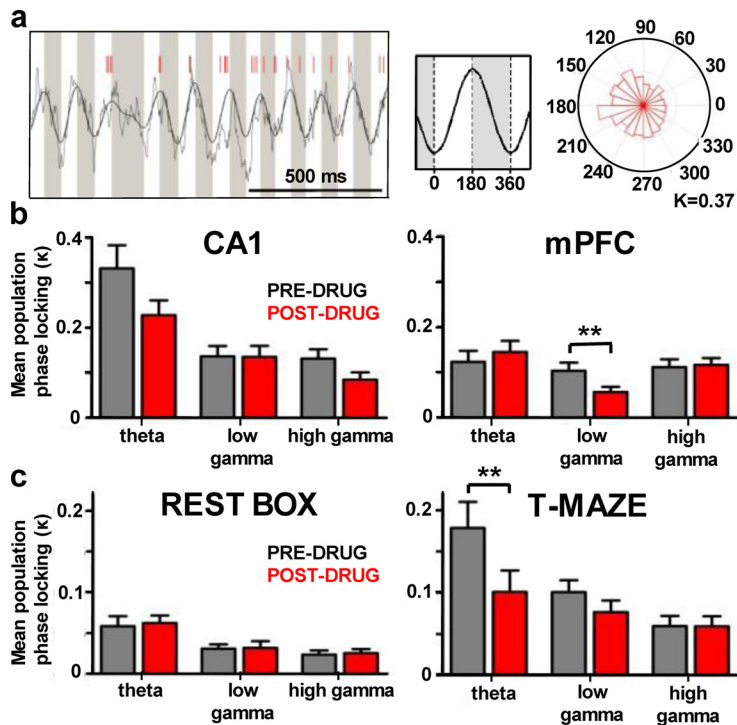 a
500 ms
0 180 360
90
120 60
150 30
180 0
210 330
240 300
270
K=0.37
b
CA1
mPFC
Mean population
phase locking (κ)
0.4
0.2
0
PRE-DRUG
POST-DRUG
theta
low
gamma
high gamma
0.4
0.2
0
**
theta
low
gamma
high
gamma
c
REST BOX
T-MAZE
Mean population
phase locking (κ)
0.2
0.1
0
PRE-DRUG
POST-DRUG
theta
low
gamma
high gamma
0.2
0.1
0
**
theta
low
gamma
high
gamma